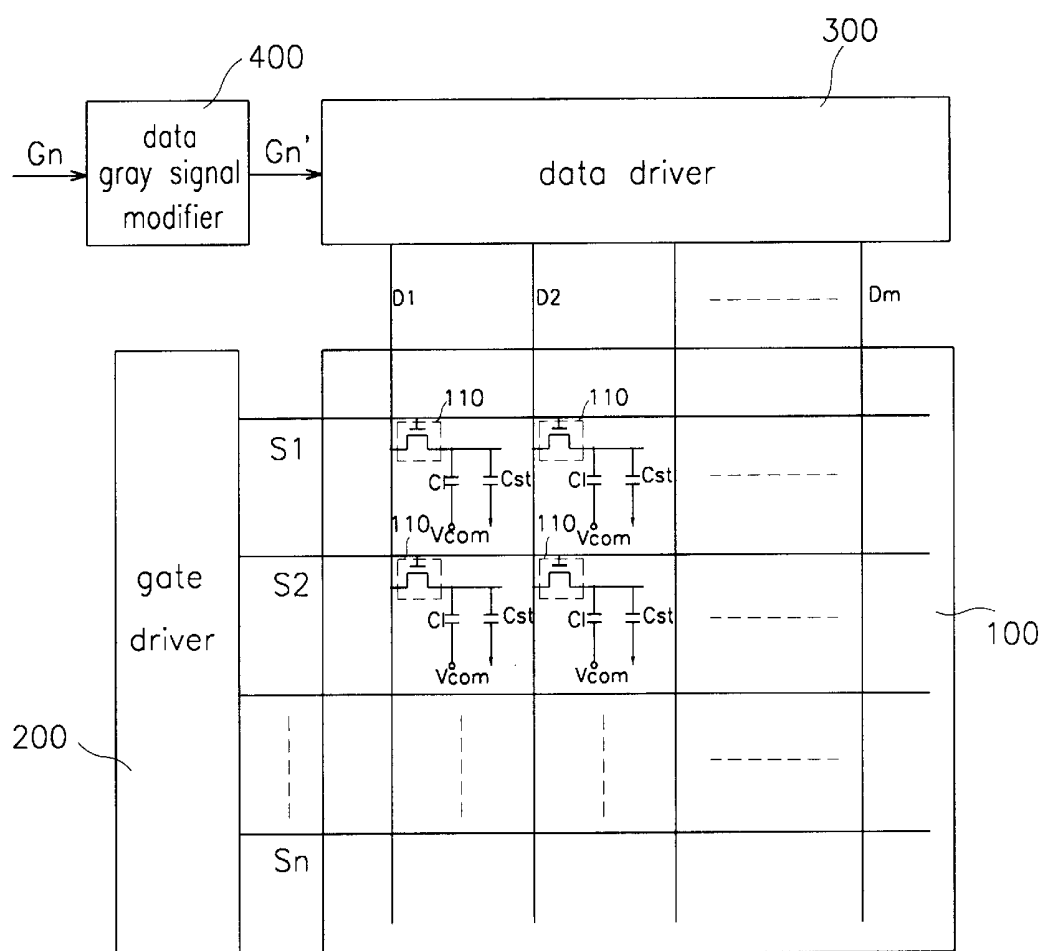 400
300
Gn
data
gray signal
modifier
Gn'
data driver
D1
D2
Dm
110
110
S1
Cl
Cst
Cl
Cst
110
Vcom
110
Vcom
gate
driver
S2
Cl
Cst
Cl
Cst
100
Vcom
Vcom
200
Sn